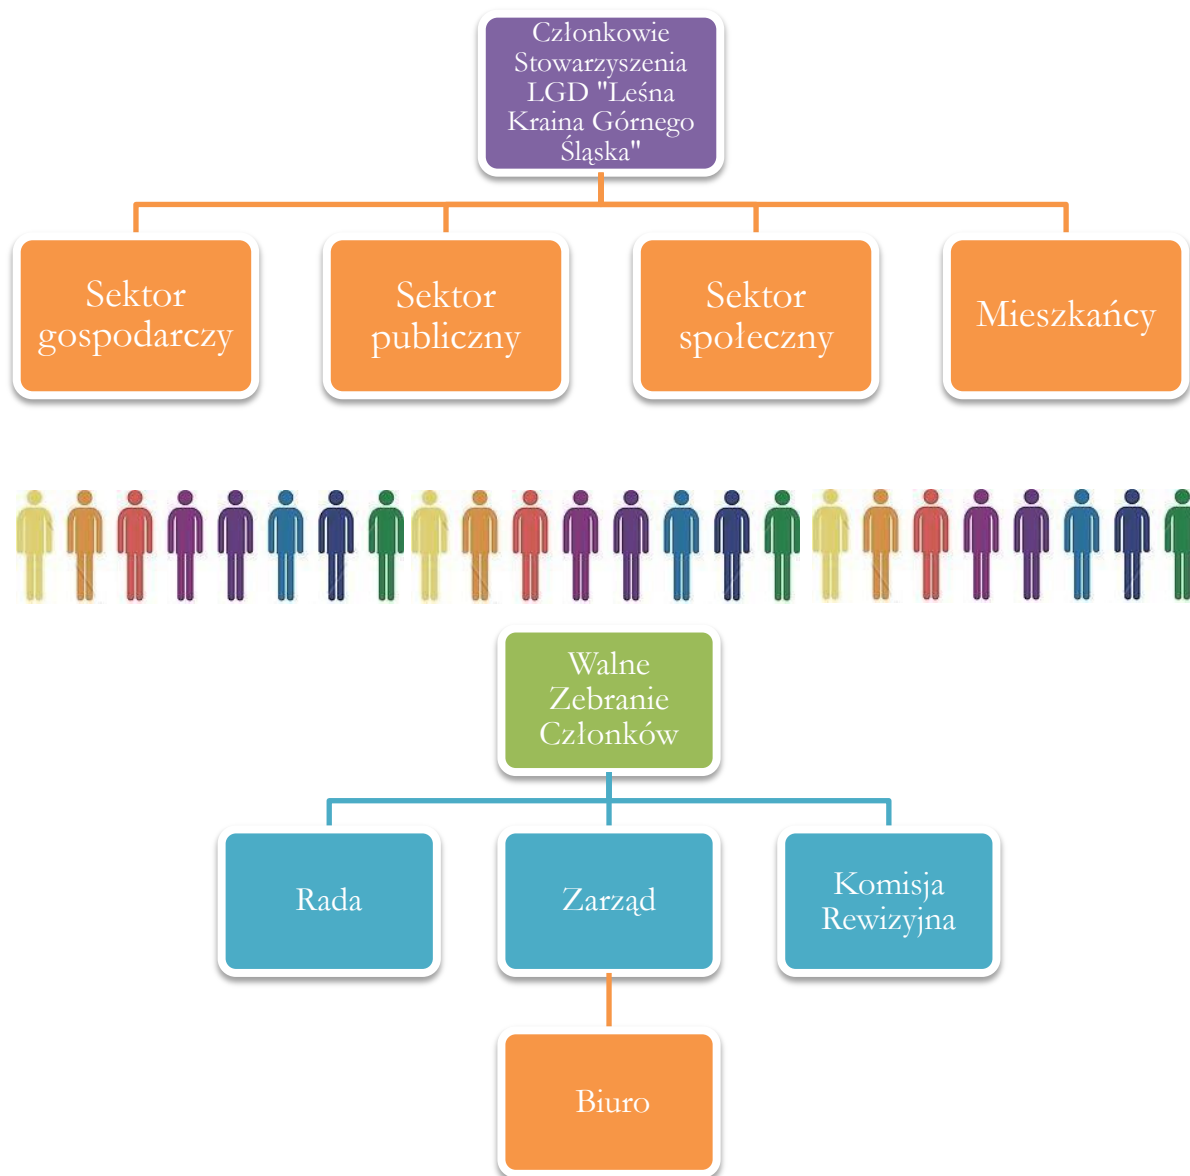 Członkowie
Stowarzyszenia
LGD "Leśna
Kraina Górnego
Śląska"
Sektor
gospodarczy
Sektor
publiczny
Sektor
społeczny
Mieszkańcy
Walne
Zebranie
Członków
Rada
Zarząd
Komisja
Rewizyjna
Biuro